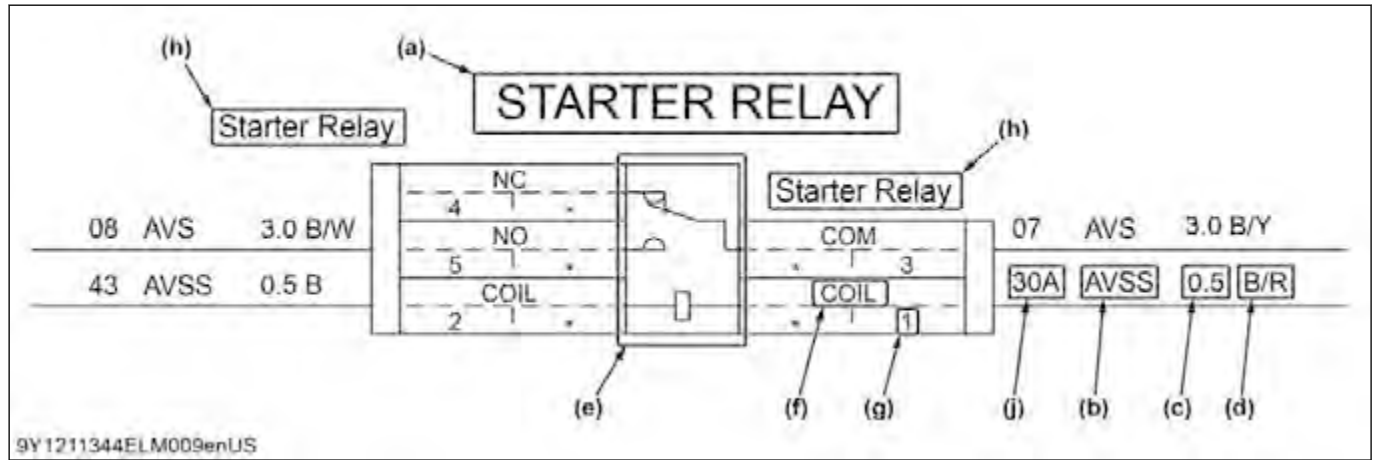 (h) (a)
STARTER RELAY
Starter Relay (h)
Starter Relay
NC
4
08 AVS 3.0 B/W NO COM 07 AVS 3.0 B/Y
5 3
43 AVSS 0.5 B COIL COIL 30A AVSS 0.5 B/R
2 1
(e) (f) (g) (j) (b) (c) (d)
9Y1211344ELM009enUS